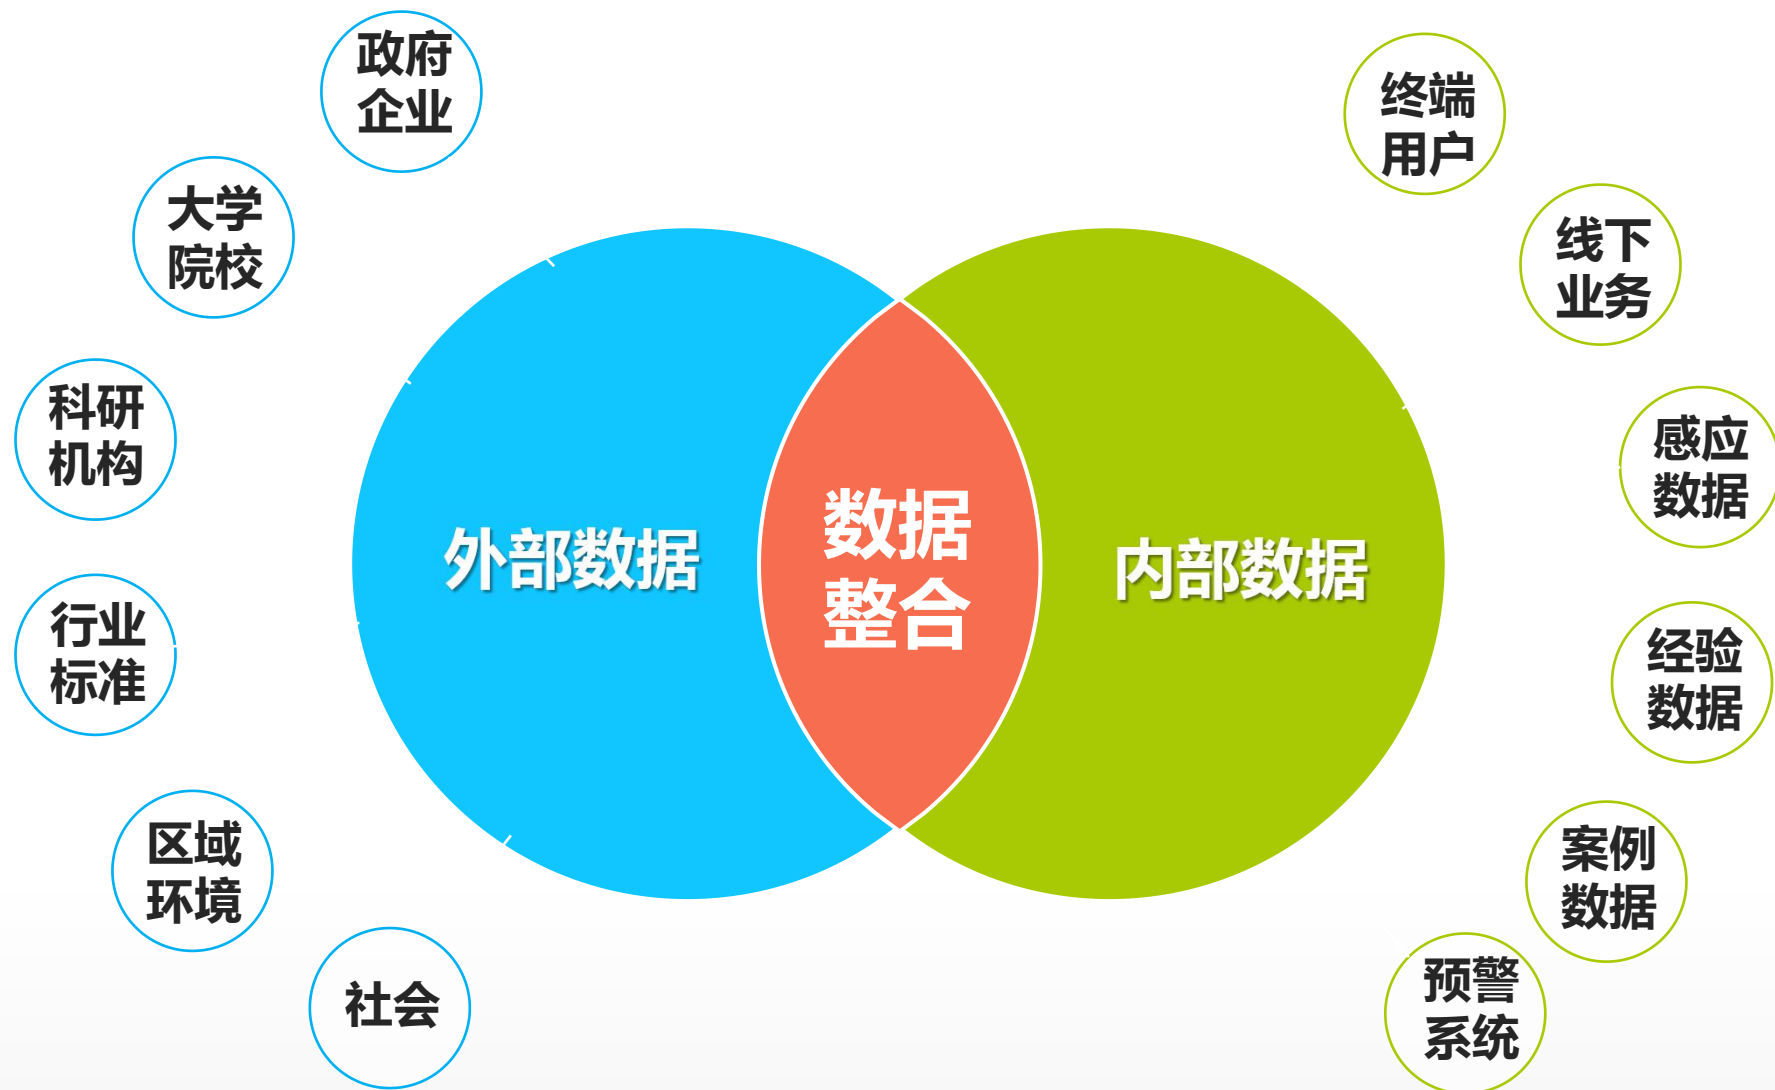 政府
企业
大学
院校
科研
机构
行业
标准
区域
环境
社会
外部数据
数据
整合
内部数据
终端
用户
线下
业务
感应
数据
经验
数据
案例
数据
预警
系统